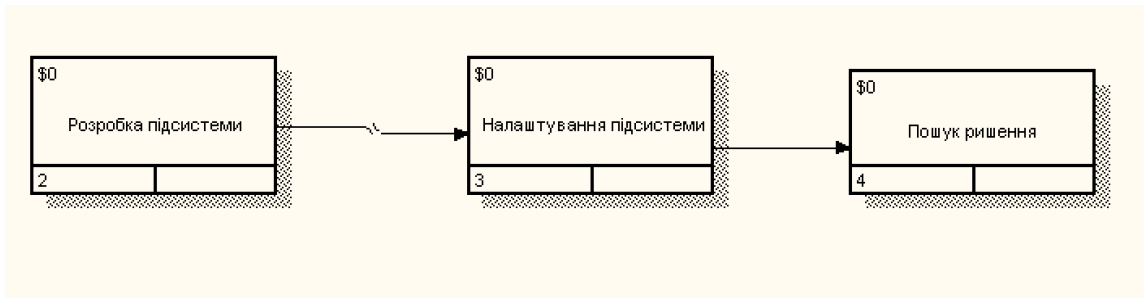 $0
Розробка підсистеми
2
$0
Налаштування підсистеми
3
$0
Пошук ришення
4